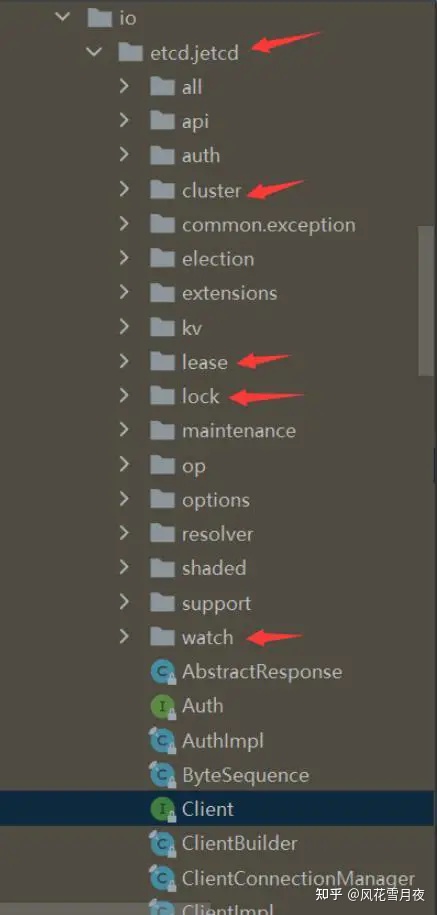 io
etcd.jetcd
all
api
auth
cluster
common.exception
election
extensions
kv
lease
lock
maintenance
op
options
resolver
shaded
support
watch
AbstractResponse
Auth
AuthImpl
ByteSequence
Client
ClientBuilder
ClientConnectionManager
ClientImpl
知乎 @风花雪月夜